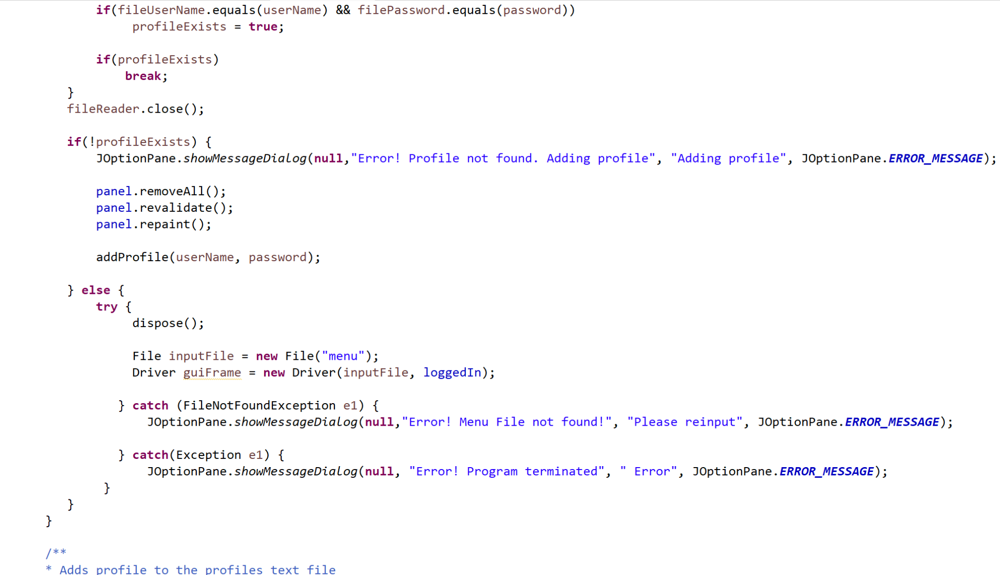 if(fileUserName.equals(userName) && filePassword.equals(password))
profileExists = true;
if(profileExists)
break;
}
fileReader.close();
if(!profileExists) {
JOptionPane.showMessageDialog(null,"Error! Profile not found. Adding profile", "Adding profile", JOptionPane.ERROR_MESSAGE);
panel.removeAll();
panel.revalidate();
panel.repaint();
addProfile(userName, password);
} else {
try {
dispose();
File inputFile = new File("menu");
Driver guiFrame = new Driver(inputFile, loggedIn);
} catch (FileNotFoundException e1) {
JOptionPane.showMessageDialog(null,"Error! Menu File not found!", "Please reinput", JOptionPane.ERROR_MESSAGE);
} catch(Exception e1) {
JOptionPane.showMessageDialog(null, "Error! Program terminated", " Error", JOptionPane.ERROR_MESSAGE);
}
}
}
/**
* Adds profile to the profiles text file